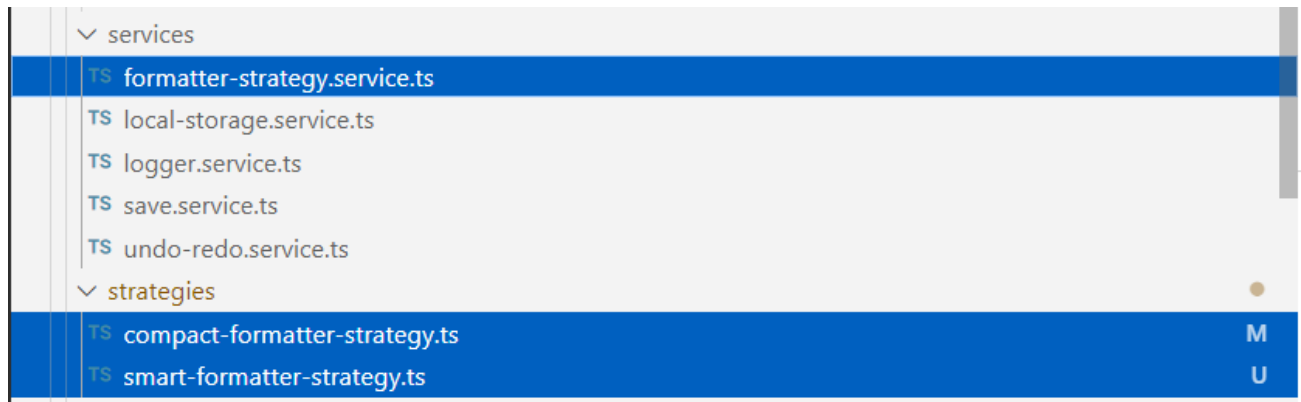 services
TS formatter-strategy.service.ts
TS local-storage.service.ts
TS logger.service.ts
TS save.service.ts
TS undo-redo.service.ts
strategies
TS compact-formatter-strategy.ts M
TS smart-formatter-strategy.ts U